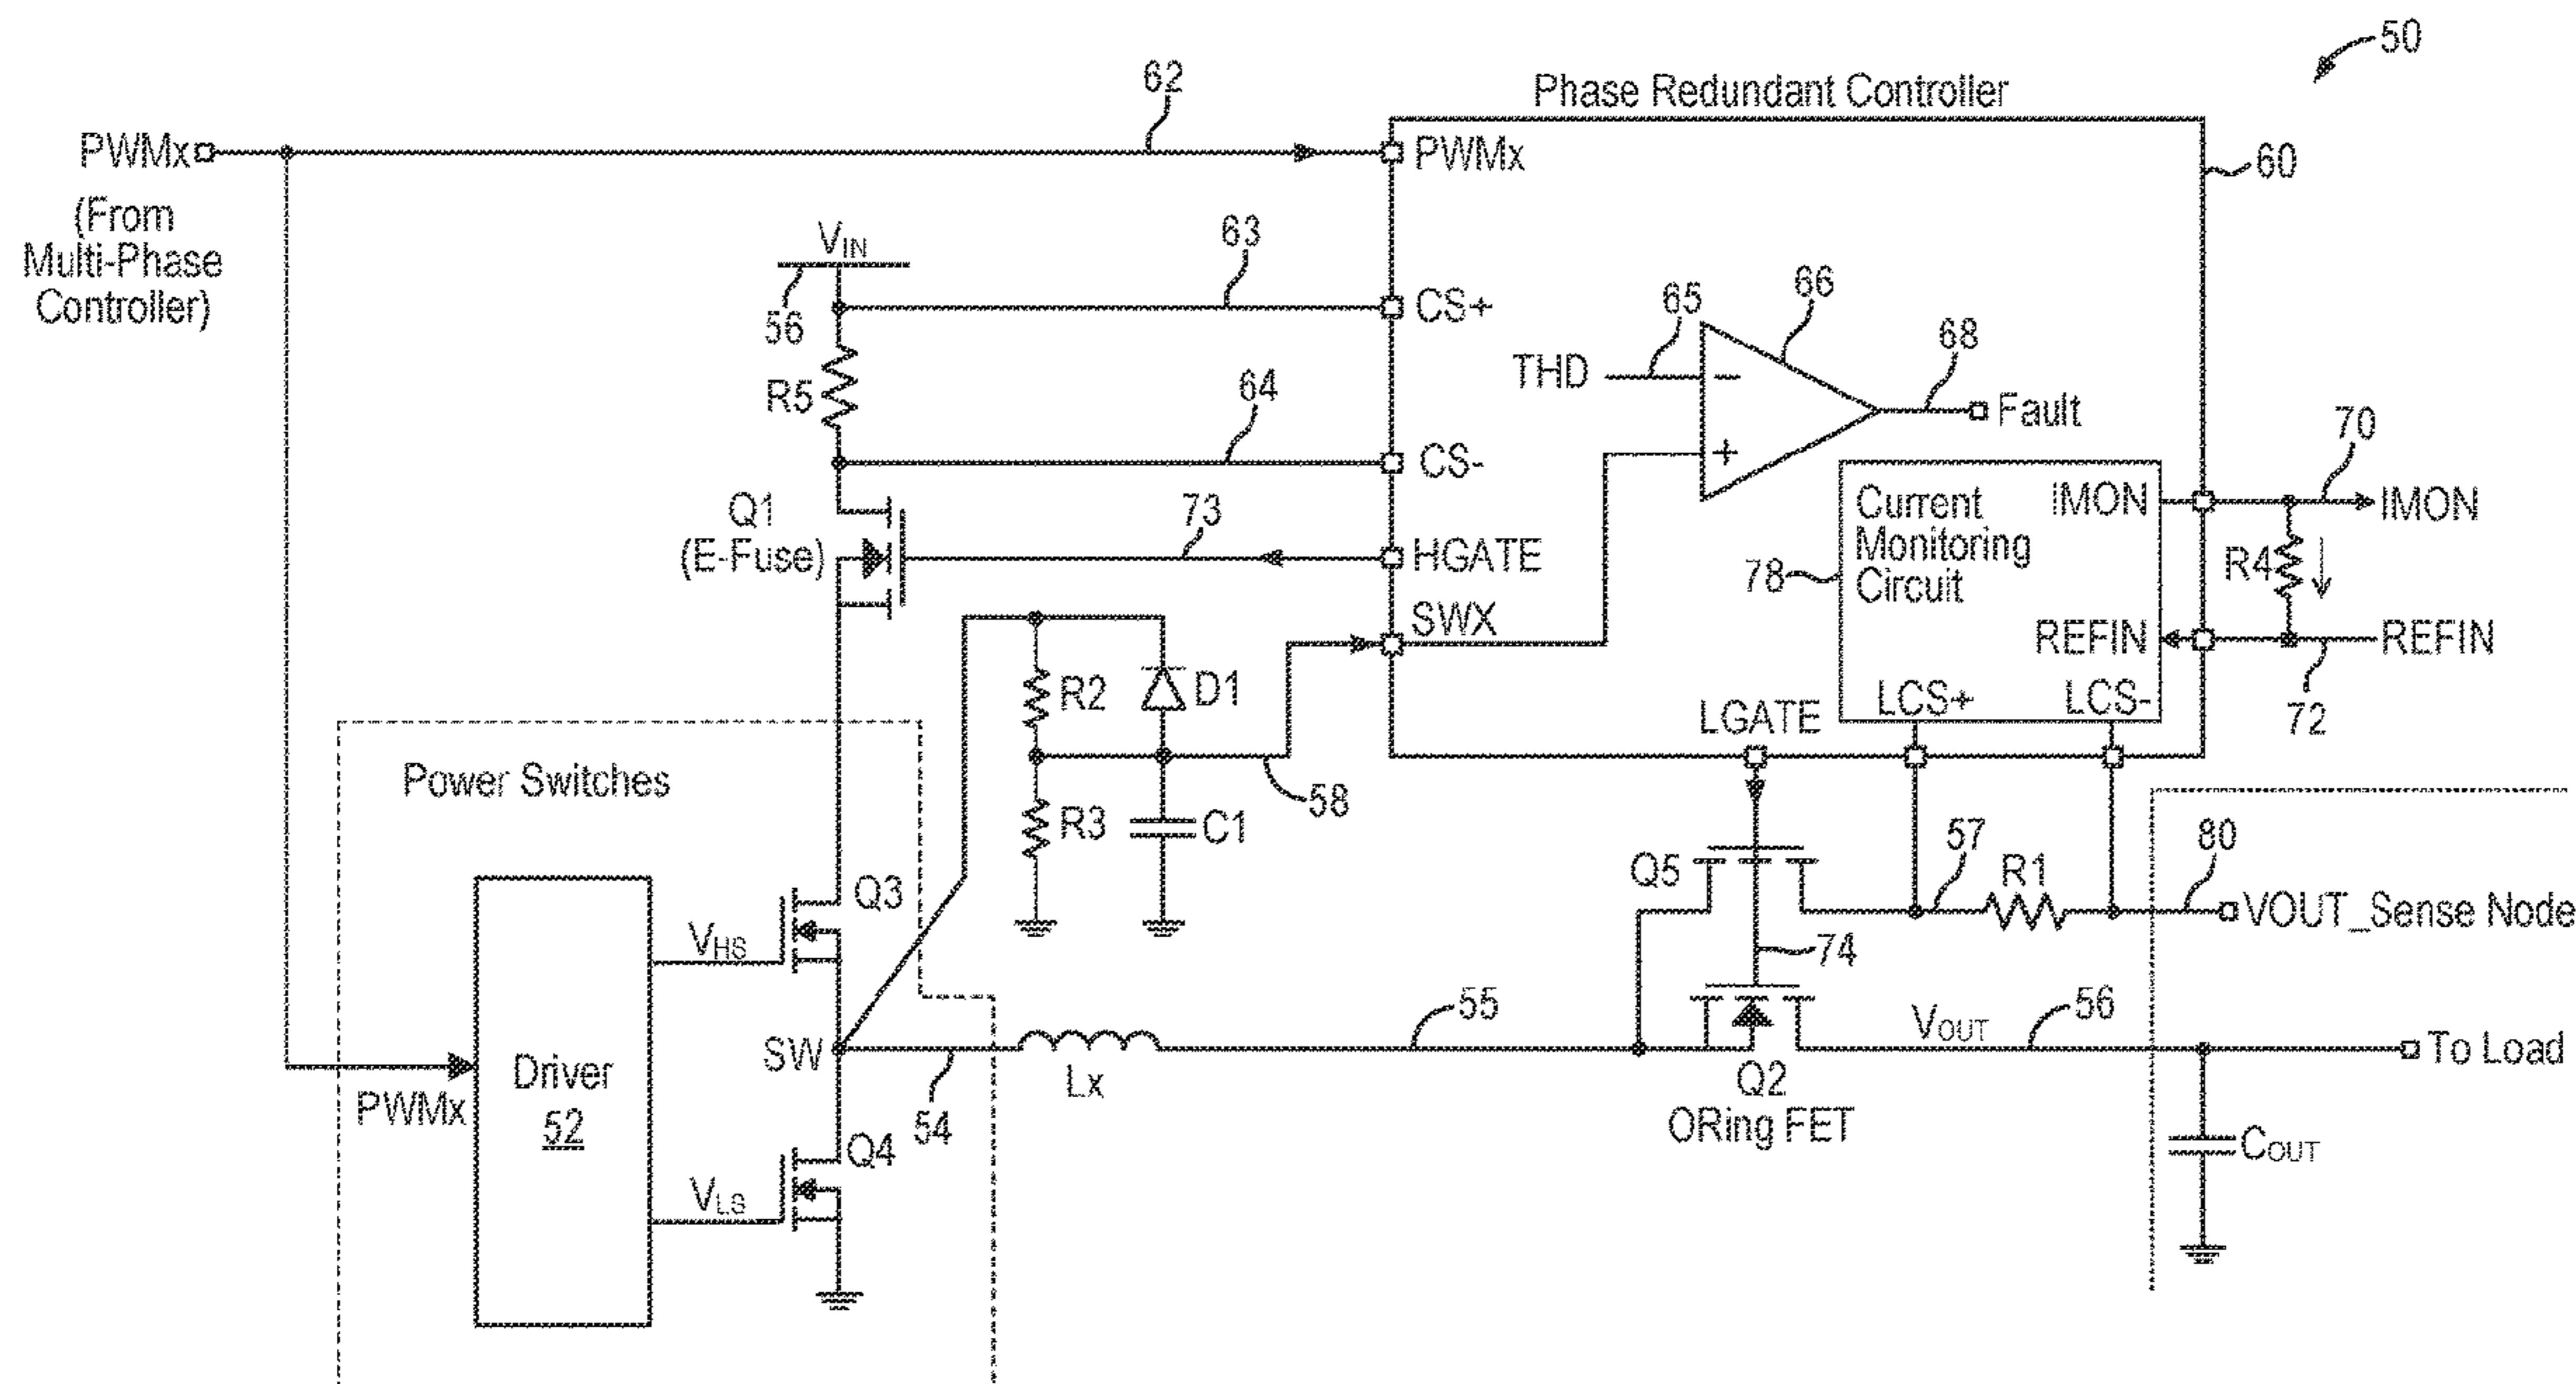 50
62
Phase Redundant Controller
PWMx
PWMx
60
(From
Multi-Phase
Controller)
VIN
63
56
CS+
65
66
68
THD
−
+
Fault
R5
64
CS-
70
Q1
(E-Fuse)
73
HGATE
Current
Monitoring
Circuit
IMON
IMON
78
R4
SWX
REFIN
REFIN
R2
D1
LGATE
LCS+
LCS-
72
Power Switches
R3
C1
58
57
R1
80
Q5
VOUT_Sense Node
Q3
VHS
74
SW
55
VOUT
56
To Load
Driver
52
PWMx
54
Lx
Q2
ORing FET
Q4
VLS
COUT